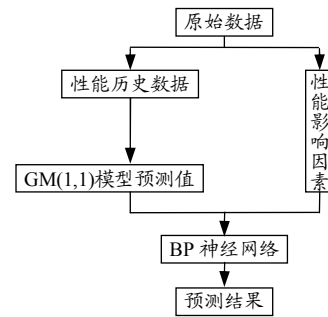 原始数据
性能历史数据
性能影响因素
GM(1,1)模型预测值
BP 神经网络
预测结果